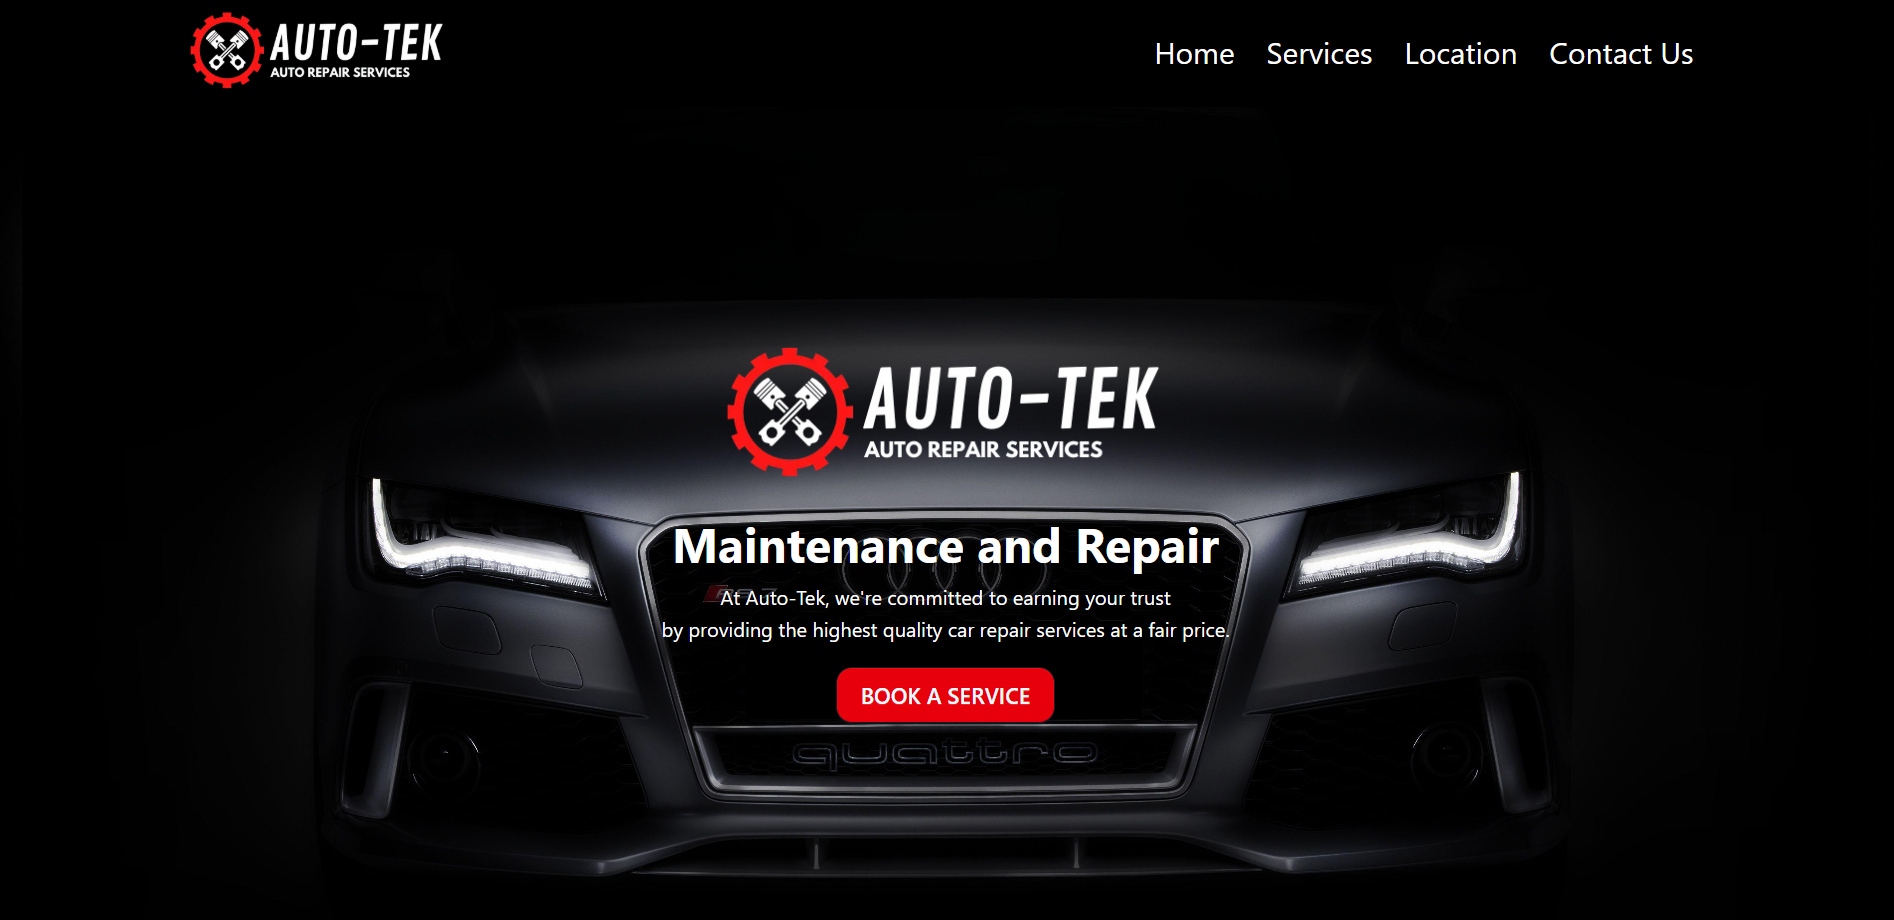 AUTO-TEK
AUTO REPAIR SERVICES
Home Services Location Contact Us
AUTO-TEK
AUTO REPAIR SERVICES
Maintenance and Repair
At Auto-Tek, we're committed to earning your trust
by providing the highest quality car repair services at a fair price.
BOOK A SERVICE
quattro